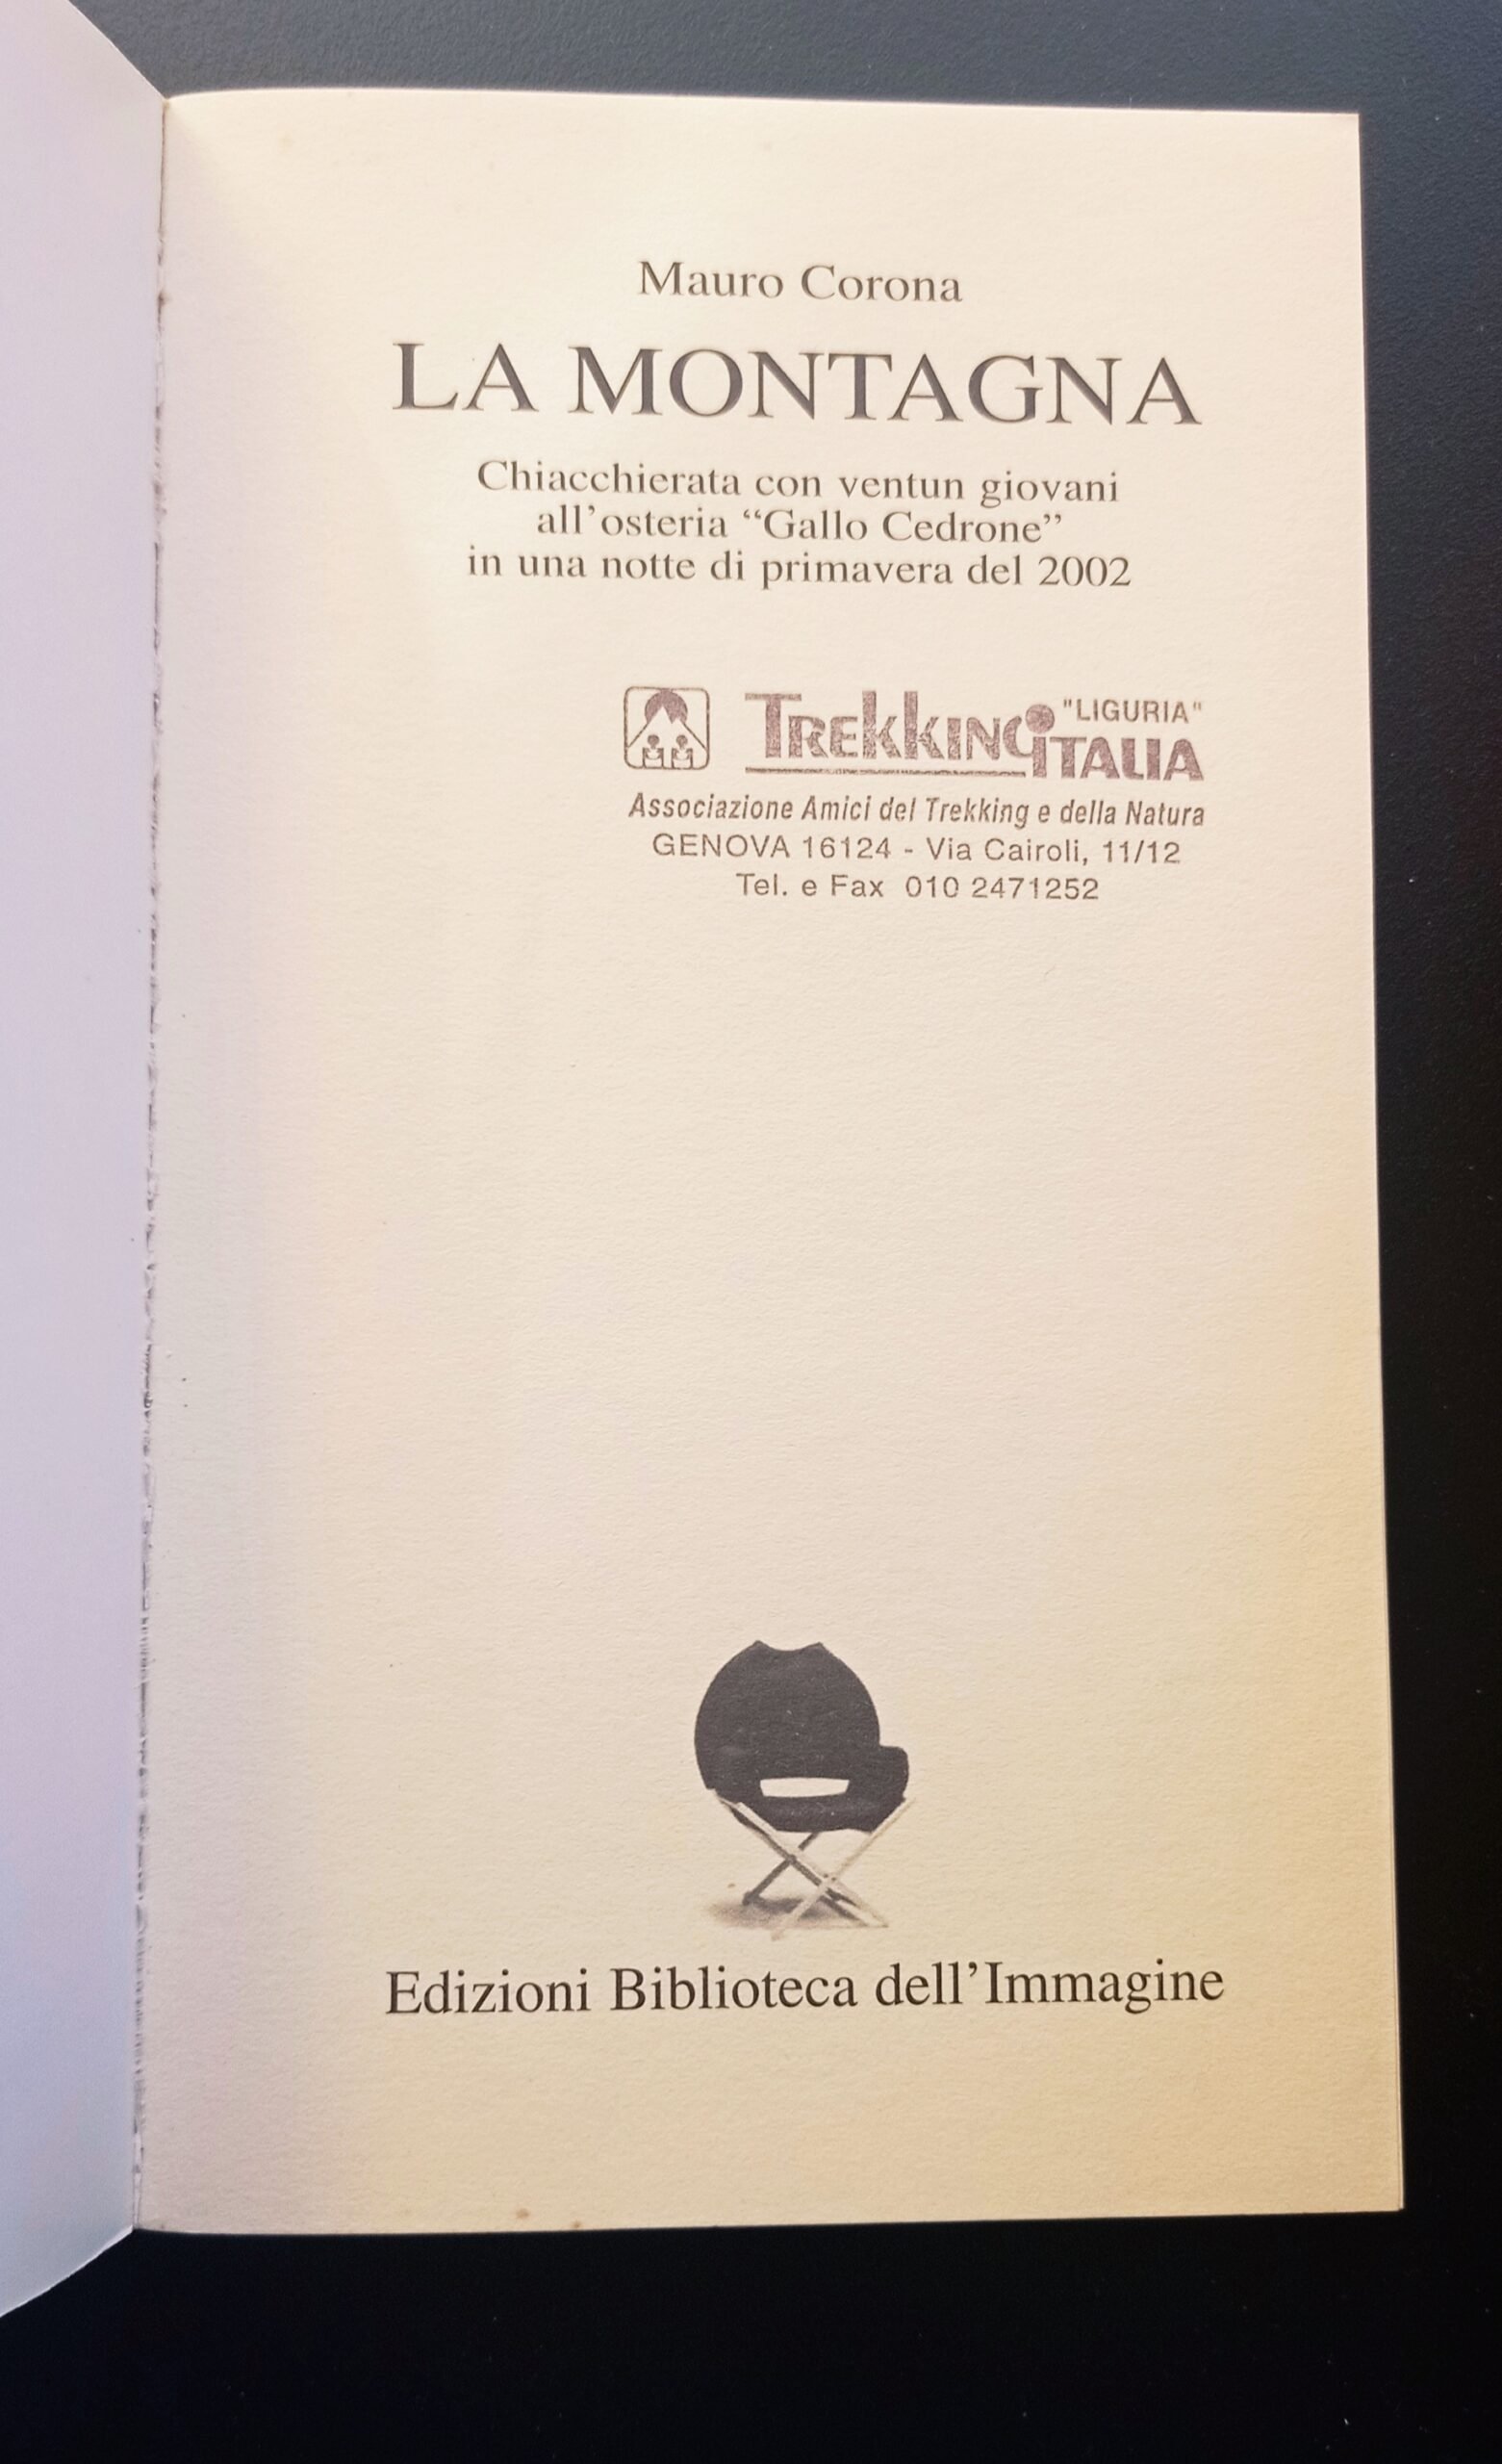 Mauro Corona
LA MONTAGNA
Chiacchierata con ventun giovani
all'osteria “Gallo Cedrone”
in una notte di primavera del 2002
TREKKING "LIGURIA"
ITALIA
Associazione Amici del Trekking e della Natura
GENOVA 16124 - Via Cairoli, 11/12
Tel. e Fax 010 2471252
Edizioni Biblioteca dell'Immagine